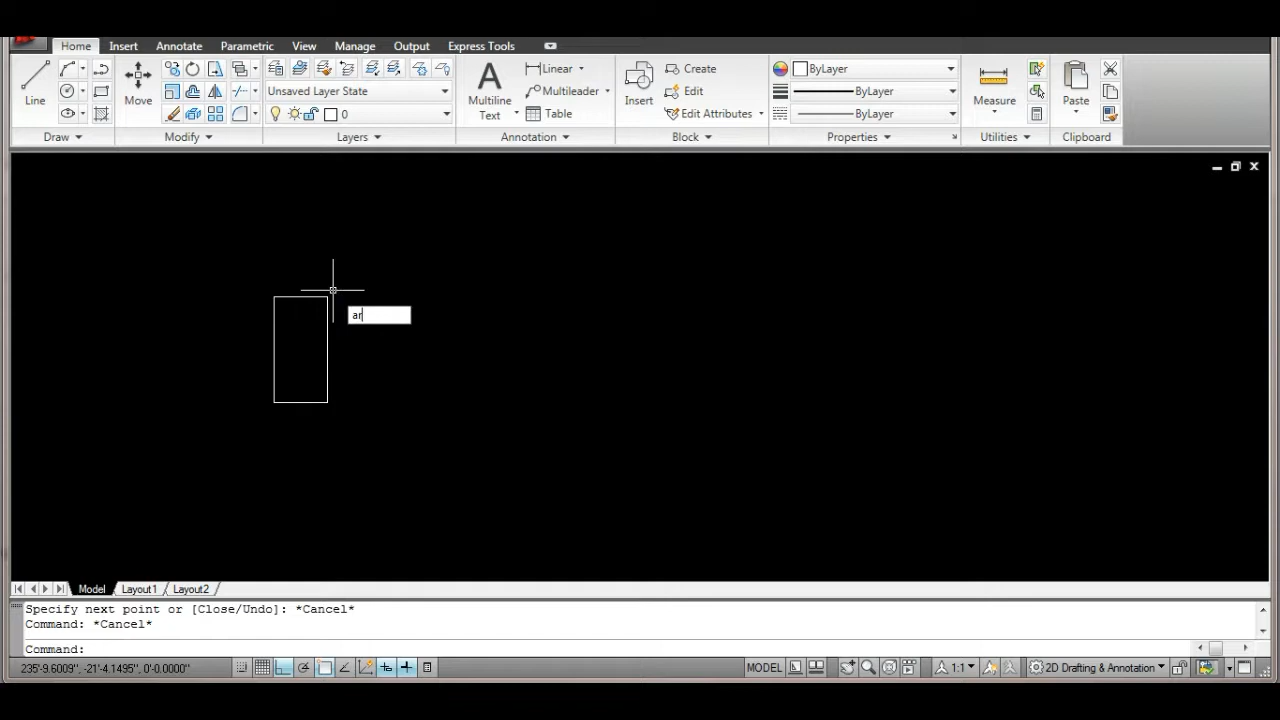 Home Insert Annotate Parametric View Manage Output Express Tools
Line
Move
Unsaved Layer State
0
A
Multiline
Text
Linear
Multileader
Table
Insert
Create
Edit
Edit Attributes
ByLayer
ByLayer
ByLayer
Measure
Paste
Draw Modify Layers Annotation Block Properties Utilities Clipboard
ar
Model Layout1 Layout2
Specify next point or [Close/Undo]: *Cancel*
Command: *Cancel*
Command:
235'-9.6009", -21'-4.1495", 0'-0.0000" MODEL 1:1 2D Drafting & Annotation